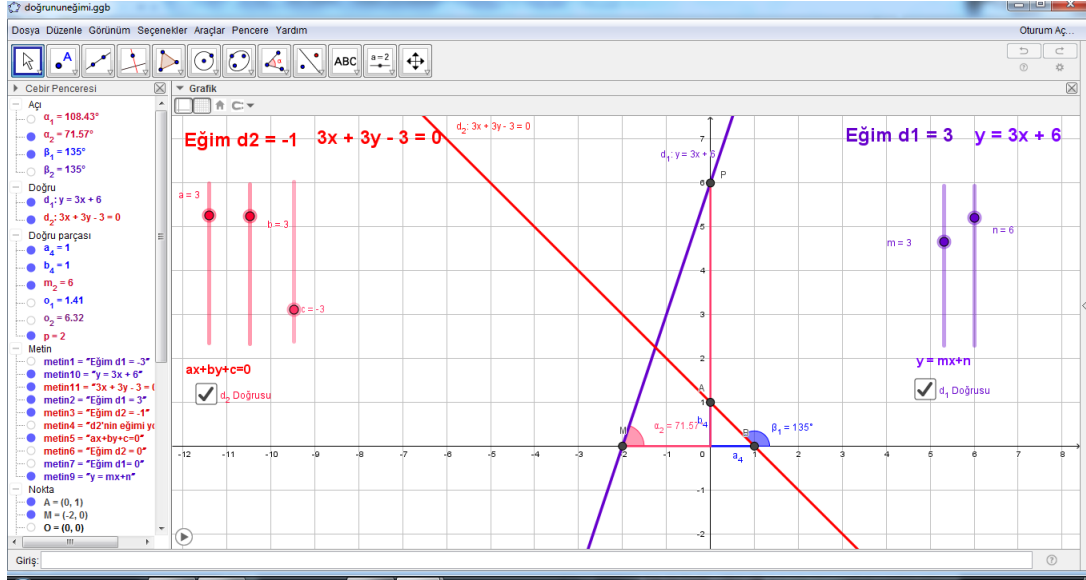 doğrununeğimi.ggb
Dosya Düzenle Görünüm Seçenekler Araçlar Pencere Yardım
Oturum Aç...
ABC
a=2
Cebir Penceresi
Grafik
Açı
α₁ = 108.43°
α₂ = 71.57°
β₁ = 135°
β₂ = 135°
Doğru
d₁: y = 3x + 6
d₂: 3x + 3y - 3 = 0
Doğru parçası
a₄ = 1
b₄ = 1
m₂ = 6
o₁ = 1.41
o₂ = 6.32
p = 2
Metin
metin1 = "Eğim d1 = -3"
metin10 = "y = 3x + 6"
metin11 = "3x + 3y - 3 = (
metin2 = "Eğim d1 = 3"
metin3 = "Eğim d2 = -1"
metin4 = "d2'nin eğimi yo
metin5 = "ax+by+c=0"
metin6 = "Eğim d2 = 0"
metin7 = "Eğim d1= 0"
metin9 = "y = mx+n"
Nokta
A = (0, 1)
M = (-2, 0)
O = (0, 0)
Eğim d2 = -1 3x + 3y - 3 = 0
d₂: 3x + 3y - 3 = 0
Eğim d1 = 3 y = 3x + 6
d₁: y = 3x + 6
P
a = 3
b = 3
c = -3
m = 3
n = 6
ax+by+c=0
d₂ Doğrusu
y = mx+n
d₁ Doğrusu
A
b₄
M
α₂ = 71.57°
B
β₁ = 135°
a₄
7
6
5
4
3
2
1
-12 -11 -10 -9 -8 -7 -6 -5 -4 -3 -2 -1 0 1 2 3 4 5 6 7 8
-1
-2
Giriş: